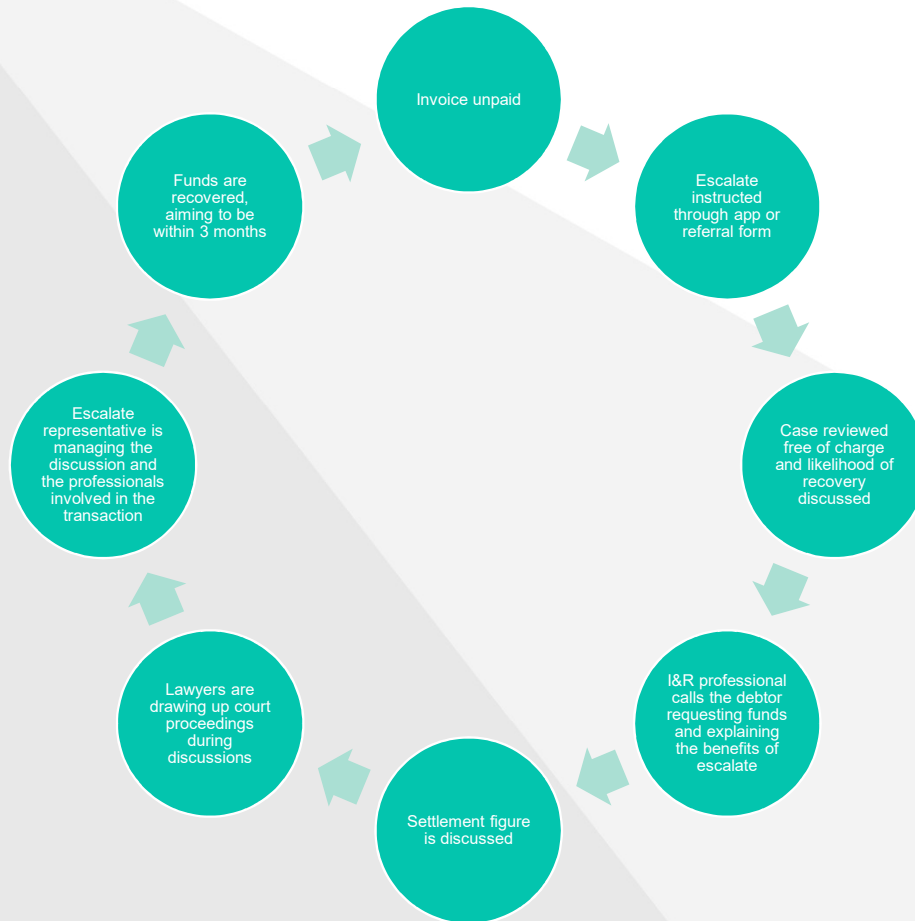 Invoice unpaid
Escalate
instructed
through app or
referral form
Case reviewed
free of charge
and likelihood of
recovery
discussed
I&R professional
calls the debtor
requesting funds
and explaining
the benefits of
escalate
Settlement figure
is discussed
Lawyers are
drawing up court
proceedings
during
discussions
Escalate
representative is
managing the
discussion and
the professionals
involved in the
transaction
Funds are
recovered,
aiming to be
within 3 months